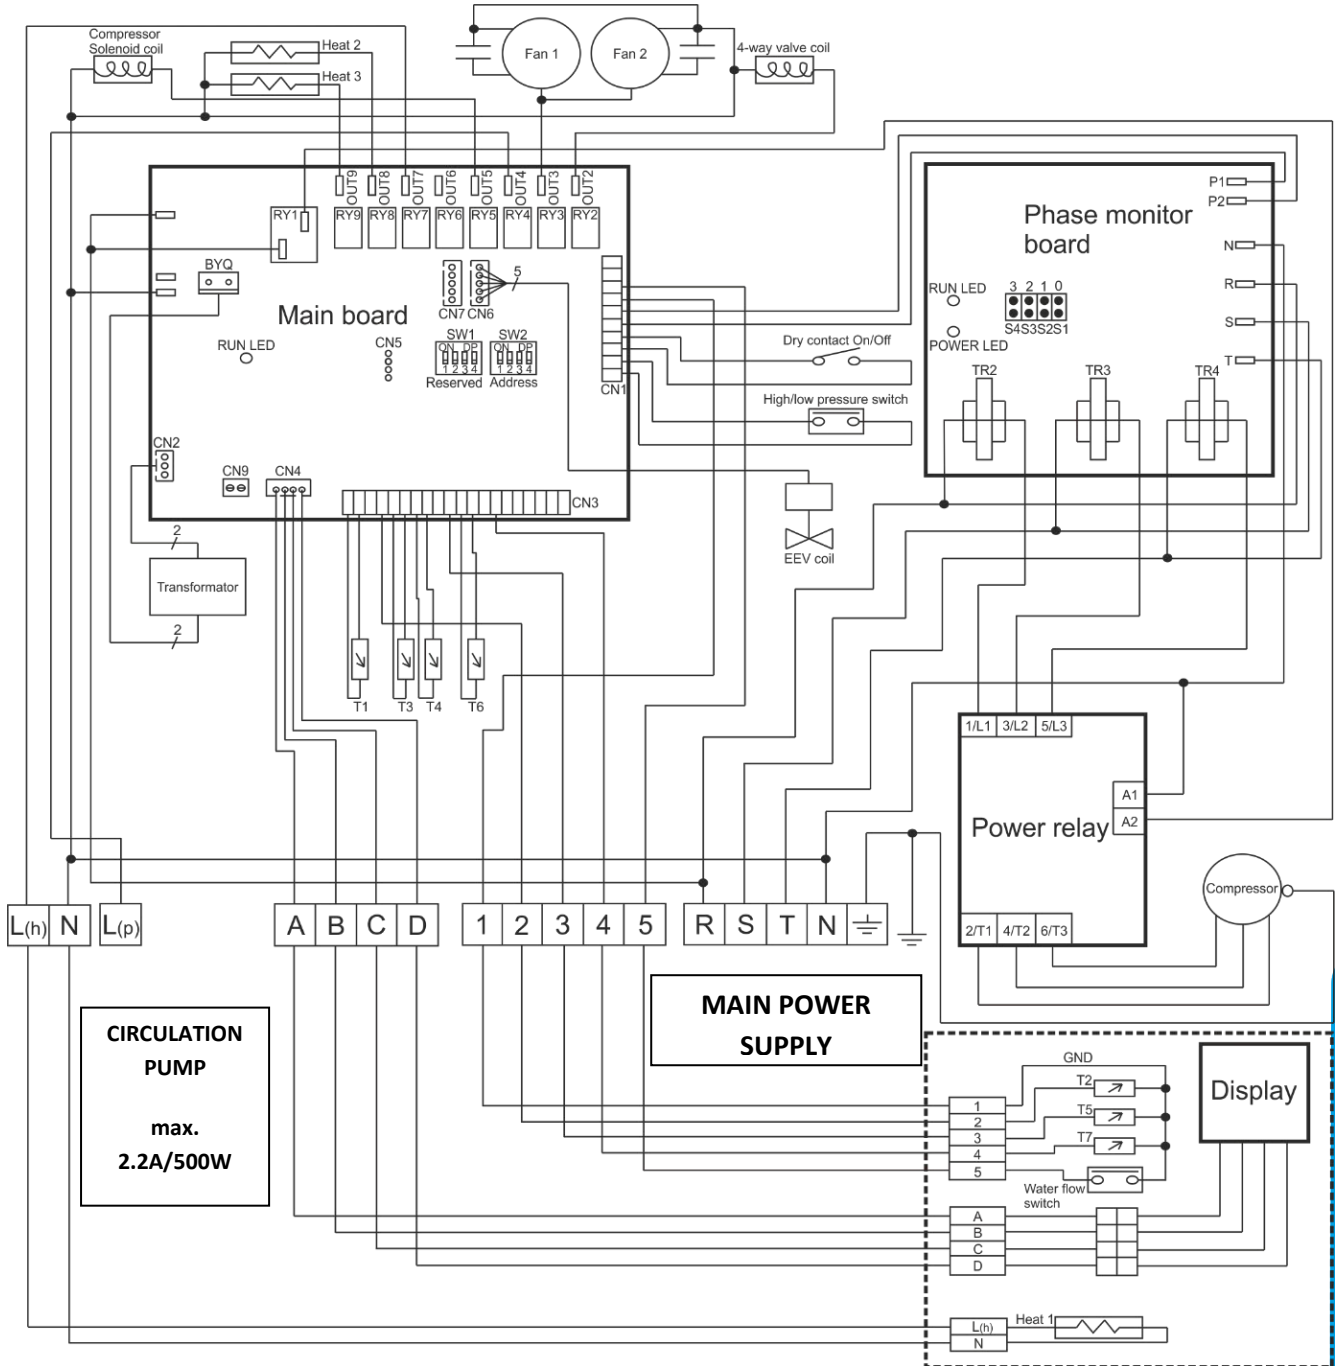 Compressor
Solenoid coil
Heat 2
Heat 3
Fan 1
Fan 2
4-way valve coil
OUT9
OUT8
OUT7
OUT6
OUT5
OUT4
OUT3
OUT2
RY1
RY9
RY8
RY7
RY6
RY5
RY4
RY3
RY2
BYQ
Main board
RUN LED
CN5
CN7
CN6
5
SW1
ON DP
1 2 3 4
Reserved
SW2
ON DP
1 2 3 4
Address
CN1
CN2
CN9
CN4
CN3
2
Transformator
2
T1
T3
T4
T6
Dry contact On/Off
High/low pressure switch
EEV coil
Phase monitor
board
P1
P2
N
R
S
T
RUN LED
POWER LED
3 2 1 0
S4S3S2S1
TR2
TR3
TR4
1/L1
3/L2
5/L3
A1
A2
Power relay
2/T1
4/T2
6/T3
Compressor
L(h)
N
L(p)
A
B
C
D
1
2
3
4
5
R
S
T
N
CIRCULATION
PUMP
max.
2.2A/500W
MAIN POWER
SUPPLY
GND
T2
T5
T7
1
2
3
4
5
Water flow
switch
Display
A
B
C
D
L(h)
N
Heat 1